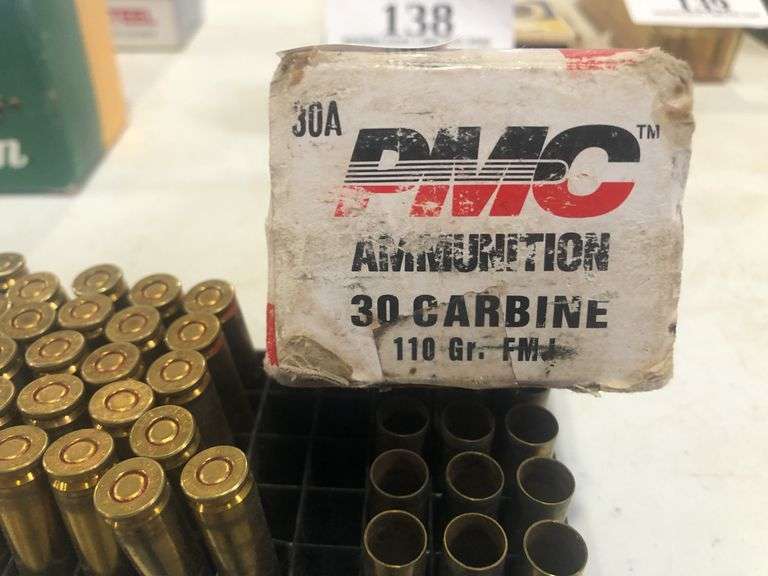 138
30A
PMC™
AMMUNITION
30 CARBINE
110 Gr. FMJ